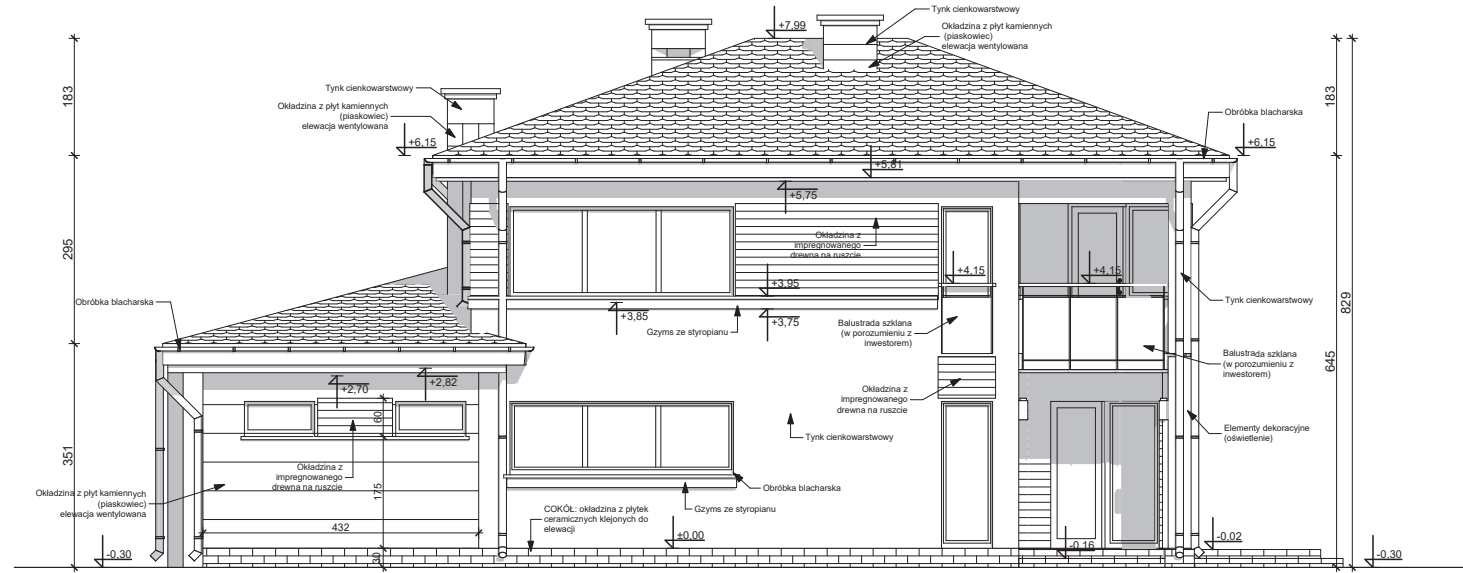 Tynk cienkowarstwowy
+7,99
Okładzina z płyt kamiennych
(piaskowiec)
elewacja wentylowana
Tynk cienkowarstwowy
Okładzina z płyt kamiennych
(piaskowiec)
elewacja wentylowana
183
183
Obróbka blacharska
+6,15
+6,15
+5,81
+5,75
Okładzina z
impregnowanego
drewna na ruszcie
295
+4,15
+4,15
+3,95
Obróbka blacharska
+3,85
+3,75
Gzyms ze styropianu
Tynk cienkowarstwowy
829
Balustrada szklana
(w porozumieniu z
inwestorem)
Balustrada szklana
(w porozumieniu z
inwestorem)
645
+2,82
+2,70
Okładzina z
impregnowanego
drewna na ruszcie
60
Tynk cienkowarstwowy
Elementy dekoracyjne
(oświetlenie)
351
Okładzina z
impregnowanego
drewna na ruszcie
175
Okładzina z płyt kamiennych
(piaskowiec)
elewacja wentylowana
Obróbka blacharska
Gzyms ze styropianu
COKÓŁ: okładzina z płytek
ceramicznych klejonych do
elewacji
432
±0,00
-0,02
-0,16
-0,30
30
-0,30